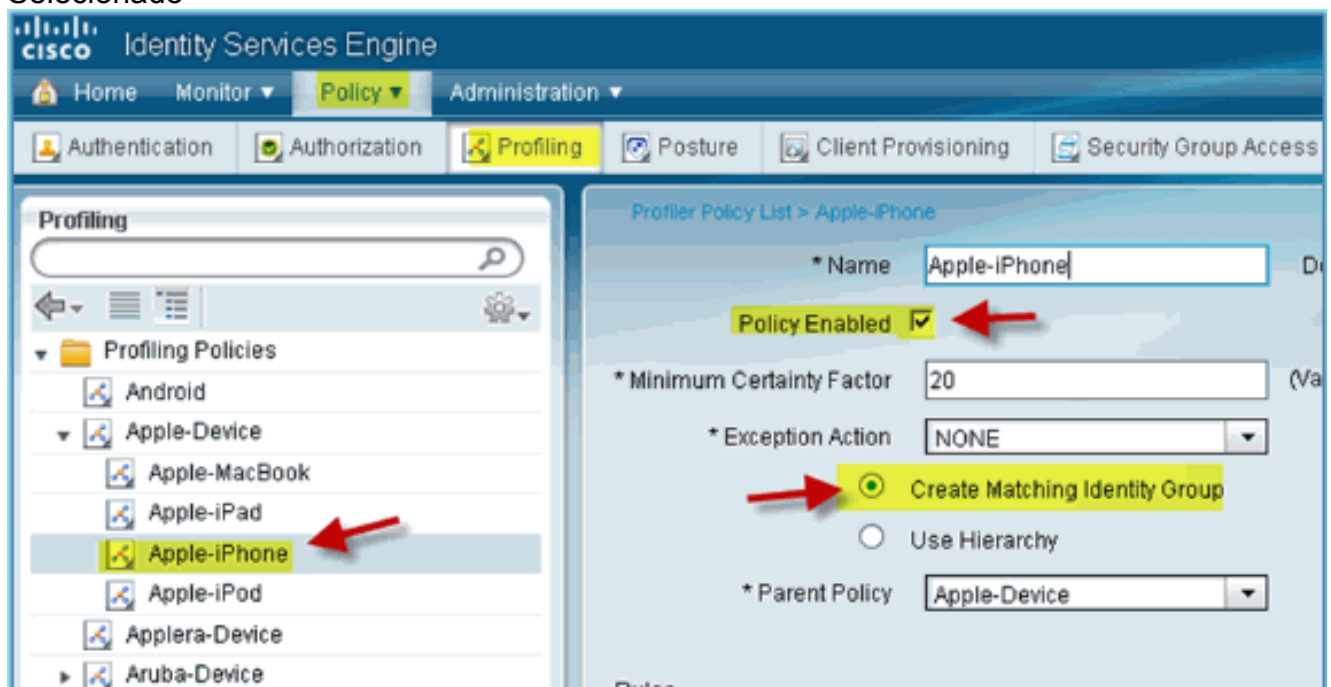 Selecionado
CISCO Identity Services Engine
Home Monitor Policy Administration
Authentication Authorization Profiling Posture Client Provisioning Security Group Access
Profiling
Profiler Policy List > Apple-iPhone
* Name Apple-iPhone
Policy Enabled
* Minimum Certainty Factor 20 (Va
* Exception Action NONE
Create Matching Identity Group
Use Hierarchy
* Parent Policy Apple-Device
Profiling Policies
Android
Apple-Device
Apple-MacBook
Apple-iPad
Apple-iPhone
Apple-iPod
Applera-Device
Aruba-Device
Rules